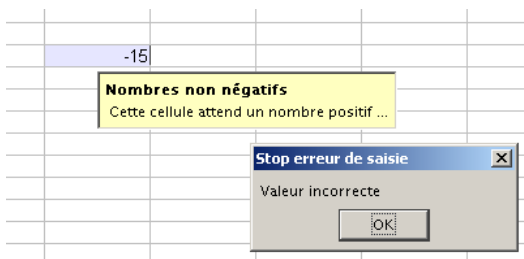 -15
Nombres non négatifs
Cette cellule attend un nombre positif ...
Stop erreur de saisie
Valeur incorrecte
OK